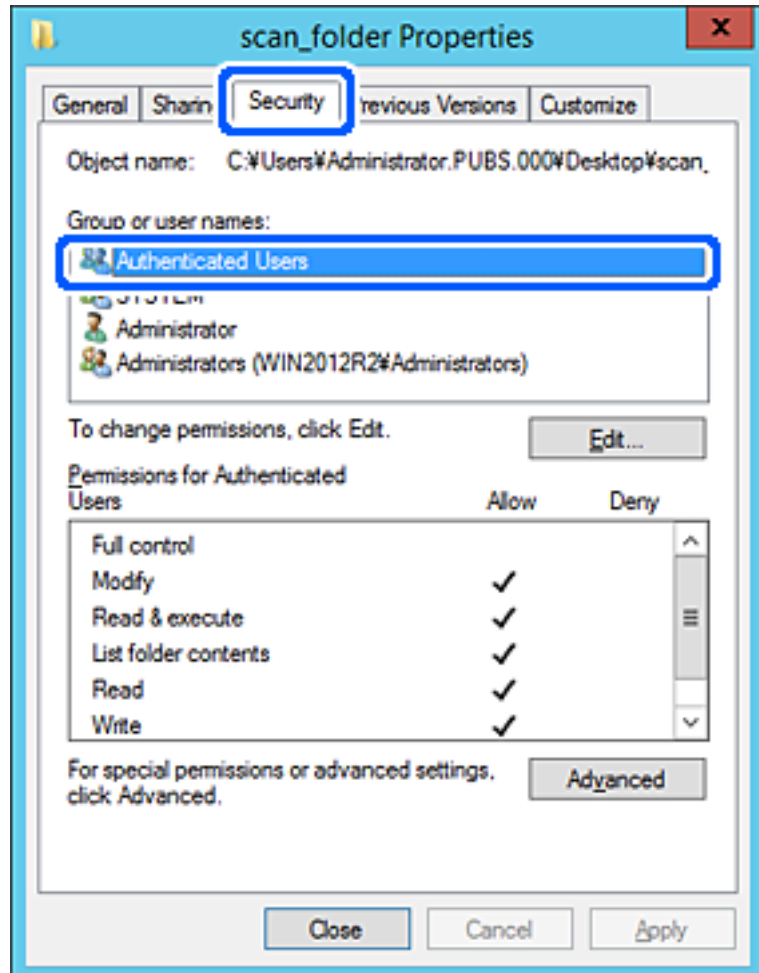 scan_folder Properties
x
General Sharin Security revious Versions Customize
Object name: C:¥Users¥Administrator.PUBS.000¥Desktop¥scan_
Group or user names:
Authenticated Users
SYSTEM
Administrator
Administrators (WIN2012R2¥Administrators)
To change permissions, click Edit.
Edit...
Permissions for Authenticated
Users Allow Deny
Full control
Modify
Read & execute
List folder contents
Read
Write
For special permissions or advanced settings,
click Advanced.
Advanced
Close Cancel Apply